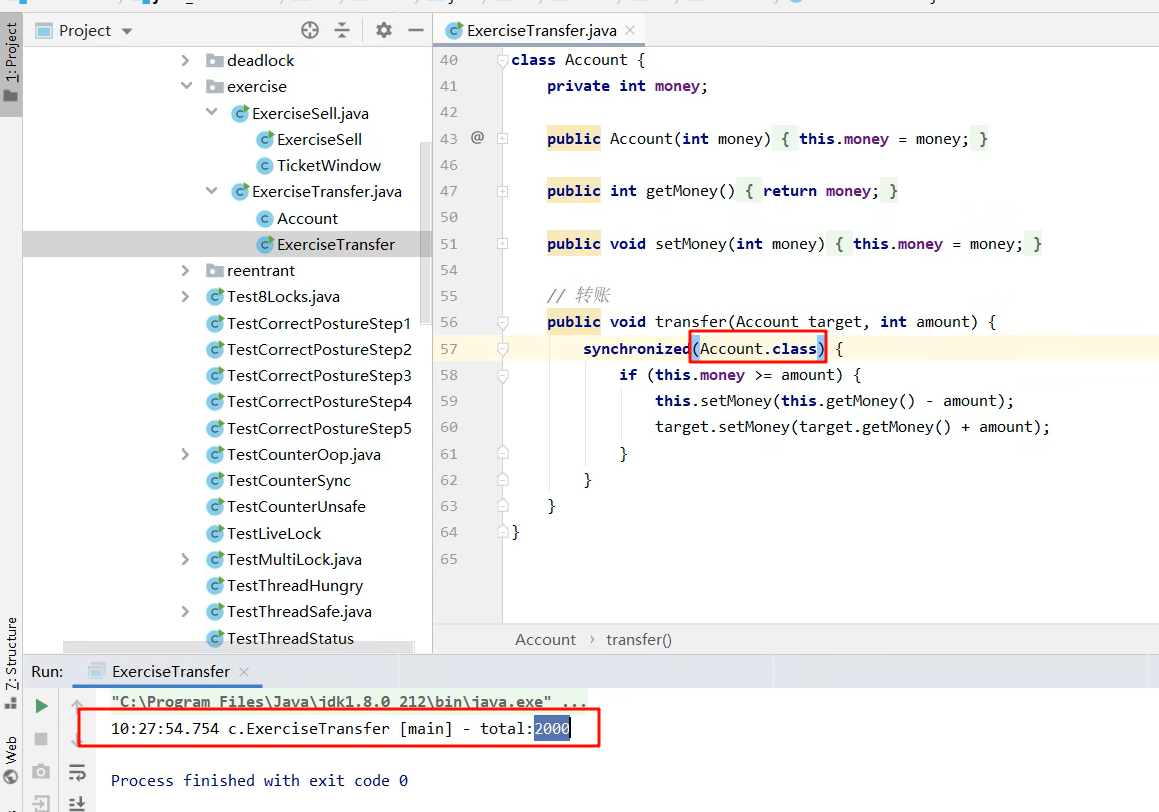 Project
1: Project
deadlock
exercise
ExerciseSell.java
ExerciseSell
TicketWindow
ExerciseTransfer.java
Account
ExerciseTransfer
reentrant
Test8Locks.java
TestCorrectPostureStep1
TestCorrectPostureStep2
TestCorrectPostureStep3
TestCorrectPostureStep4
TestCorrectPostureStep5
TestCounterOop.java
TestCounterSync
TestCounterUnsafe
TestLiveLock
TestMultiLock.java
TestThreadHungry
TestThreadSafe.java
TestThreadStatus
ExerciseTransfer.java
40 class Account {
41 private int money;
42
43 @ public Account(int money) { this.money = money; }
46
47 public int getMoney() { return money; }
50
51 public void setMoney(int money) { this.money = money; }
54
55 // 转账
56 public void transfer(Account target, int amount) {
57 synchronized(Account.class) {
58 if (this.money >= amount) {
59 this.setMoney(this.getMoney() - amount);
60 target.setMoney(target.getMoney() + amount);
61 }
62 }
63 }
64 }
65
Account › transfer()
Z: Structure
Web
Run: ExerciseTransfer
"C:\Program Files\Java\jdk1.8.0_212\bin\java.exe" ...
10:27:54.754 c.ExerciseTransfer [main] - total:2000
Process finished with exit code 0